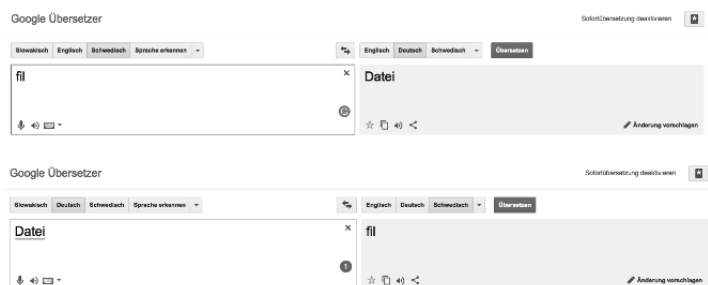 Google Übersetzer Sofortübersetzung deaktivieren
Slowakisch Englisch Schwedisch Sprache erkennen Englisch Deutsch Schwedisch Übersetzen
fil Datei
Änderung vorschlagen
Google Übersetzer Sofortübersetzung deaktivieren
Slowakisch Deutsch Schwedisch Sprache erkennen Englisch Deutsch Schwedisch Übersetzen
Datei fil
1
Änderung vorschlagen